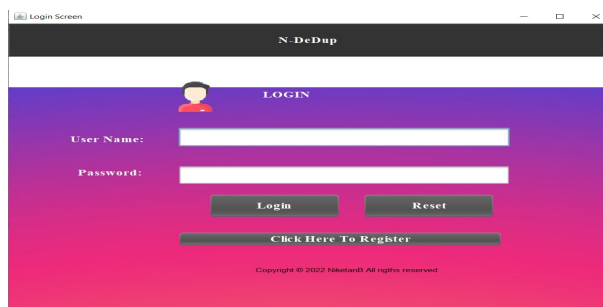 Login Screen
N-DeDup
LOGIN
User Name:
Password:
Login Reset
Click Here To Register
Copyright © 2022 NiketanB All rigths reserved